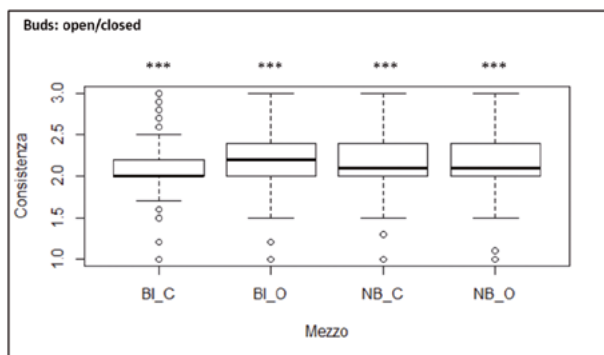 Buds: open/closed
*** *** *** ***
3.0
2.5
2.0
1.5
1.0
Consistenza
BI_C BI_O NB_C NB_O
Mezzo